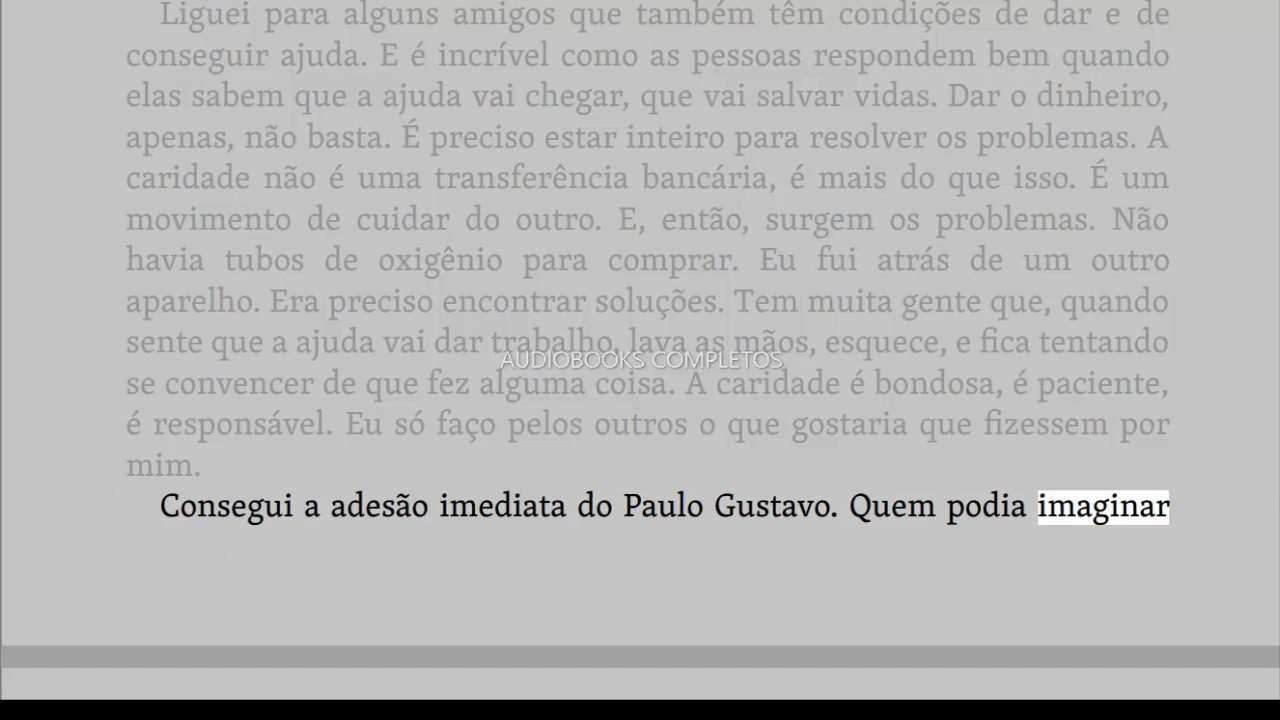 Liguei para alguns amigos que também têm condições de dar e de
conseguir ajuda. E é incrível como as pessoas respondem bem quando
elas sabem que a ajuda vai chegar, que vai salvar vidas. Dar o dinheiro,
apenas, não basta. É preciso estar inteiro para resolver os problemas. A
caridade não é uma transferência bancária, é mais do que isso. É um
movimento de cuidar do outro. E, então, surgem os problemas. Não
havia tubos de oxigênio para comprar. Eu fui atrás de um outro
aparelho. Era preciso encontrar soluções. Tem muita gente que, quando
sente que a ajuda vai dar trabalho, lava as mãos, esquece, e fica tentando
AUDIOBOOKS COMPLETOS
se convencer de que fez alguma coisa. A caridade é bondosa, é paciente,
é responsável. Eu só faço pelos outros o que gostaria que fizessem por
mim.
Consegui a adesão imediata do Paulo Gustavo. Quem podia imaginar